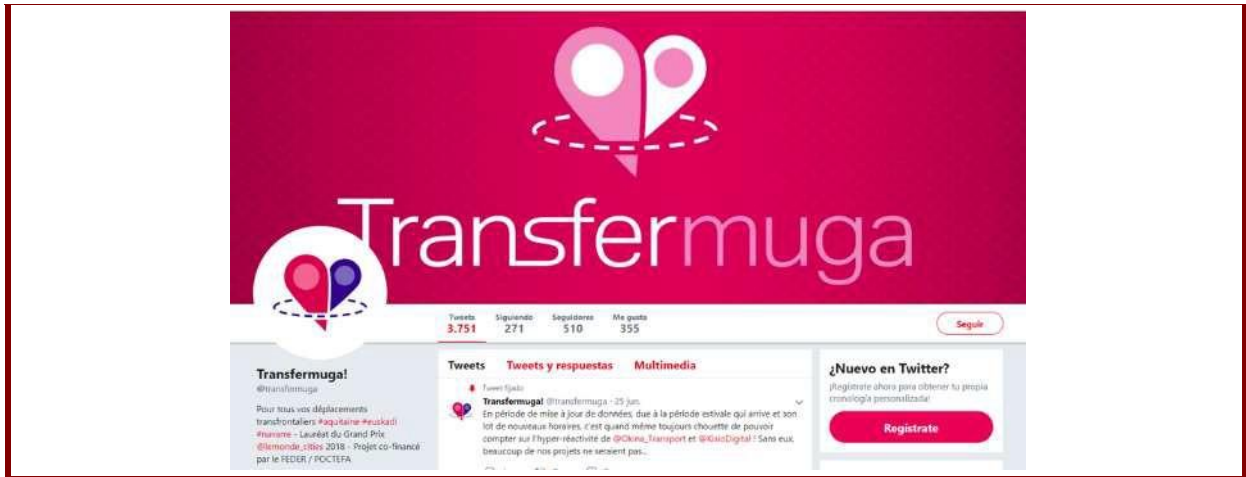 Transfermuga
Tweets Siguiendo Seguidores Me gusta
3.751 271 510 355
Seguir
Transfermuga!
@transfermuga
Pour tous vos déplacements
transfrontaliers #aquitaine #euskadi
#navarre - Lauréat du Grand Prix
@lemonde_cities 2018 - Projet co-financé
par le FEDER / POCTEFA
Tweets Tweets y respuestas Multimedia
Tweet fijado
Transfermuga! @transfermuga - 25 jun.
En période de mise à jour de données, due à la période estivale qui arrive et son
lot de nouveaux horaires, c'est quand même toujours chouette de pouvoir
compter sur l'hyper-réactivité de @Okina_Transport et @KisioDigital ! Sans eux,
beaucoup de nos projets ne seraient pas...
¿Nuevo en Twitter?
¡Regístrate ahora para obtener tu propia
cronología personalizada!
Regístrate